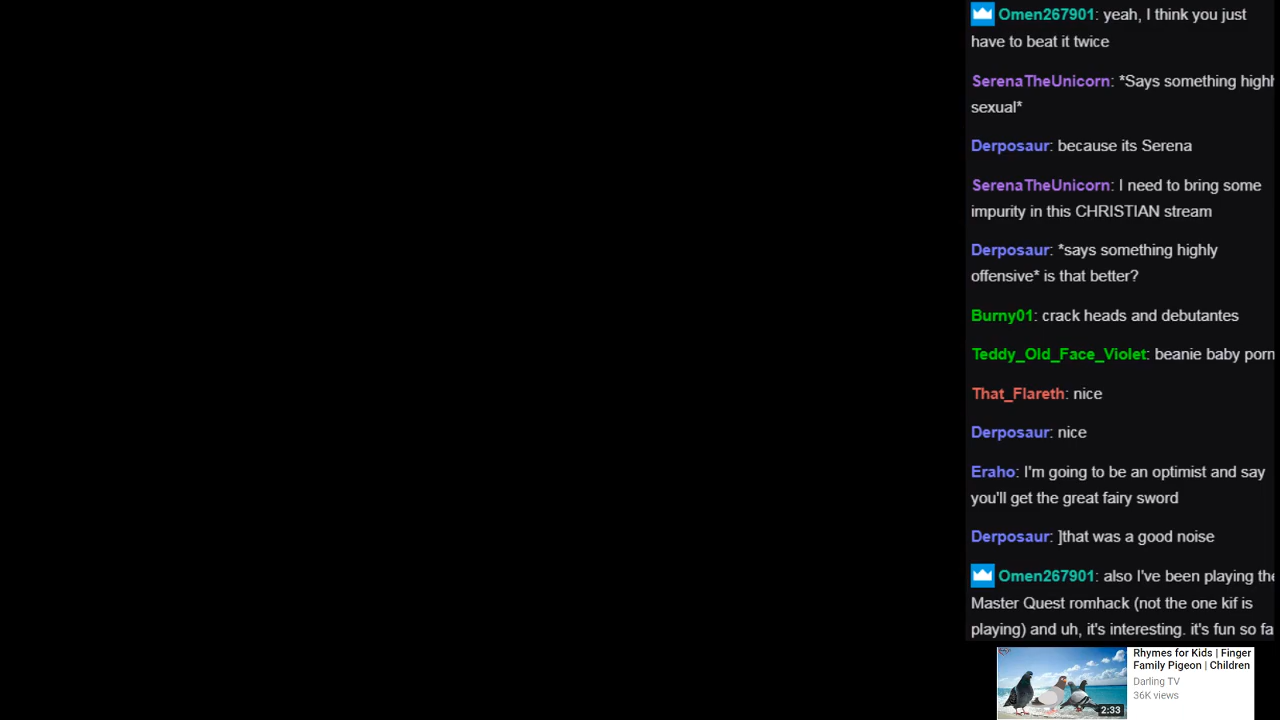 Omen267901: yeah, I think you just
have to beat it twice
SerenaTheUnicorn: *Says something highl
sexual*
Derposaur: because its Serena
SerenaTheUnicorn: I need to bring some
impurity in this CHRISTIAN stream
Derposaur: *says something highly
offensive* is that better?
Burny01: crack heads and debutantes
Teddy_Old_Face_Violet: beanie baby porn
That_Flareth: nice
Derposaur: nice
Eraho: I'm going to be an optimist and say
you'll get the great fairy sword
Derposaur: ]that was a good noise
Omen267901: also I've been playing the
Master Quest romhack (not the one kif is
playing) and uh, it's interesting. it's fun so fa
Rhymes for Kids | Finger
Family Pigeon | Children
Darling TV
36K views
2:33